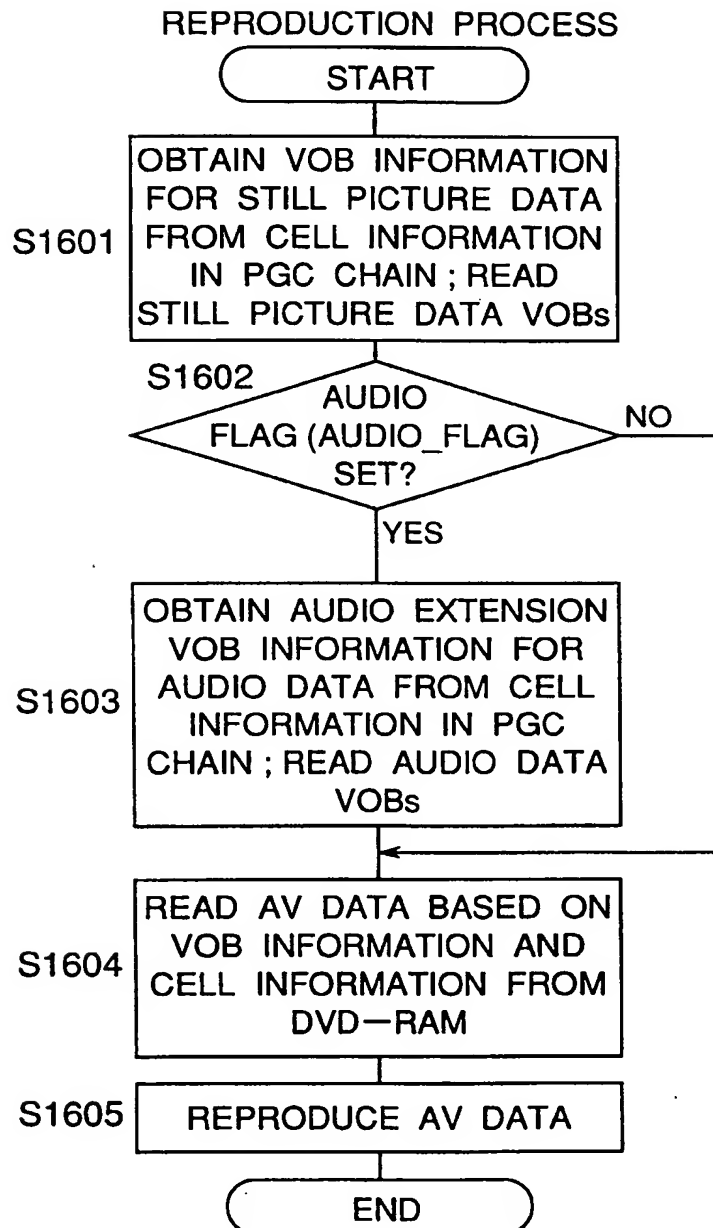 REPRODUCTION PROCESS
START
OBTAIN VOB INFORMATION
FOR STILL PICTURE DATA
S1601
FROM CELL INFORMATION
IN PGC CHAIN ; READ
STILL PICTURE DATA VOBs
S1602
AUDIO
FLAG (AUDIO_FLAG)
SET?
NO
YES
OBTAIN AUDIO EXTENSION
VOB INFORMATION FOR
AUDIO DATA FROM CELL
S1603
INFORMATION IN PGC
CHAIN ; READ AUDIO DATA
VOBs
READ AV DATA BASED ON
VOB INFORMATION AND
S1604
CELL INFORMATION FROM
DVD-RAM
S1605
REPRODUCE AV DATA
END